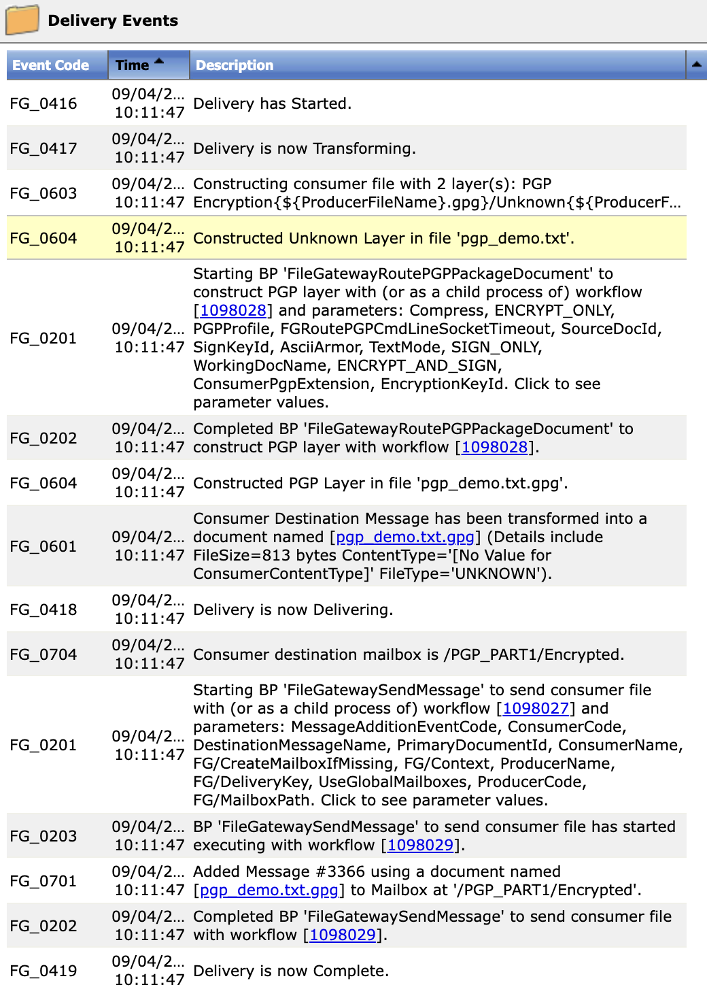 Delivery Events
Event Code Time Description
FG_0416 09/04/2... 10:11:47 Delivery has Started.
FG_0417 09/04/2... 10:11:47 Delivery is now Transforming.
FG_0603 09/04/2... 10:11:47 Constructing consumer file with 2 layer(s): PGP
Encryption{${ProducerFileName}.gpg}/Unknown{${ProducerF...
FG_0604 09/04/2... 10:11:47 Constructed Unknown Layer in file 'pgp_demo.txt'.
FG_0201 09/04/2... 10:11:47 Starting BP 'FileGatewayRoutePGPPackageDocument' to
construct PGP layer with (or as a child process of) workflow
[1098028] and parameters: Compress, ENCRYPT_ONLY,
PGPProfile, FGRoutePGPCmdLineSocketTimeout, SourceDocId,
SignKeyId, AsciiArmor, TextMode, SIGN_ONLY,
WorkingDocName, ENCRYPT_AND_SIGN,
ConsumerPgpExtension, EncryptionKeyId. Click to see
parameter values.
FG_0202 09/04/2... 10:11:47 Completed BP 'FileGatewayRoutePGPPackageDocument' to
construct PGP layer with workflow [1098028].
FG_0604 09/04/2... 10:11:47 Constructed PGP Layer in file 'pgp_demo.txt.gpg'.
FG_0601 09/04/2... 10:11:47 Consumer Destination Message has been transformed into a
document named [pgp_demo.txt.gpg] (Details include
FileSize=813 bytes ContentType='[No Value for
ConsumerContentType]' FileType='UNKNOWN').
FG_0418 09/04/2... 10:11:47 Delivery is now Delivering.
FG_0704 09/04/2... 10:11:47 Consumer destination mailbox is /PGP_PART1/Encrypted.
FG_0201 09/04/2... 10:11:47 Starting BP 'FileGatewaySendMessage' to send consumer file
with (or as a child process of) workflow [1098027] and
parameters: MessageAdditionEventCode, ConsumerCode,
DestinationMessageName, PrimaryDocumentId, ConsumerName,
FG/CreateMailboxIfMissing, FG/Context, ProducerName,
FG/DeliveryKey, UseGlobalMailboxes, ProducerCode,
FG/MailboxPath. Click to see parameter values.
FG_0203 09/04/2... 10:11:47 BP 'FileGatewaySendMessage' to send consumer file has started
executing with workflow [1098029].
FG_0701 09/04/2... 10:11:47 Added Message #3366 using a document named
[pgp_demo.txt.gpg] to Mailbox at '/PGP_PART1/Encrypted'.
FG_0202 09/04/2... 10:11:47 Completed BP 'FileGatewaySendMessage' to send consumer file
with workflow [1098029].
FG_0419 09/04/2... 10:11:47 Delivery is now Complete.